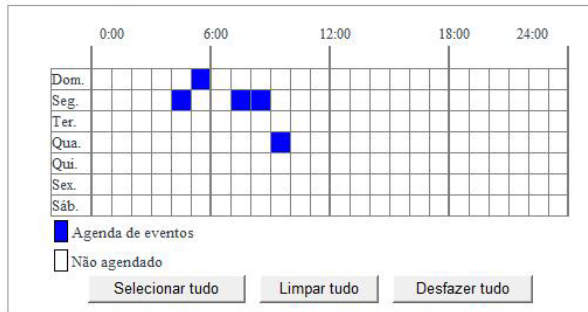 0:00 6:00 12:00 18:00 24:00
Dom.
Seg.
Ter.
Qua.
Qui.
Sex.
Sáb.
Agenda de eventos
Não agendado
Selecionar tudo Limpar tudo Desfazer tudo